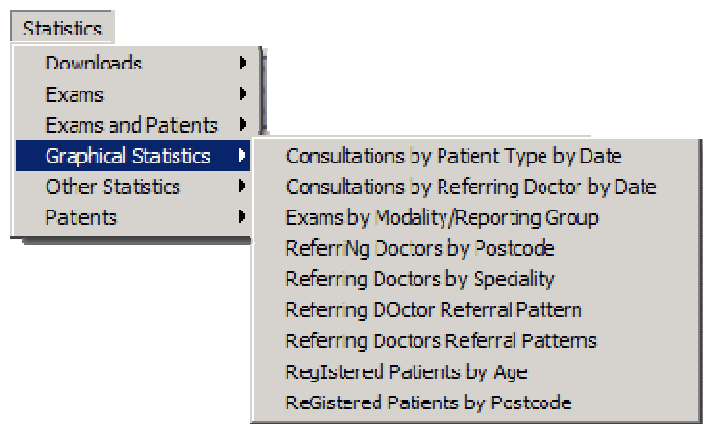 Statistics
Downloads
Exams
Exams and Patents
Graphical Statistics
Other Statistics
Patents
Consultations by Patient Type by Date
Consultations by Referring Doctor by Date
Exams by Modality/Reporting Group
ReferriNg Doctors by Postcode
Referring Doctors by Speciality
Referring DOctor Referral Pattern
Referring Doctors Referral Patterns
RegIstered Patients by Age
ReGistered Patients by Postcode